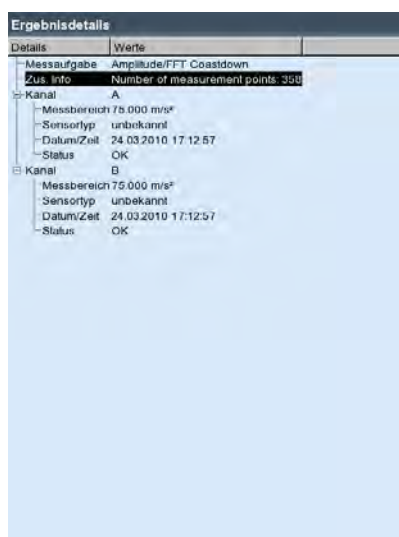 Ergebnisdetails
Details Werte
Messaufgabe Amplitude/FFT Coastdown
Zus. Info Number of measurement points: 358
Kanal A
Messbereich 75.000 m/s²
Sensortyp unbekannt
Datum/Zeit 24.03.2010 17:12:57
Status OK
Kanal B
Messbereich 75.000 m/s²
Sensortyp unbekannt
Datum/Zeit 24.03.2010 17:12:57
Status OK